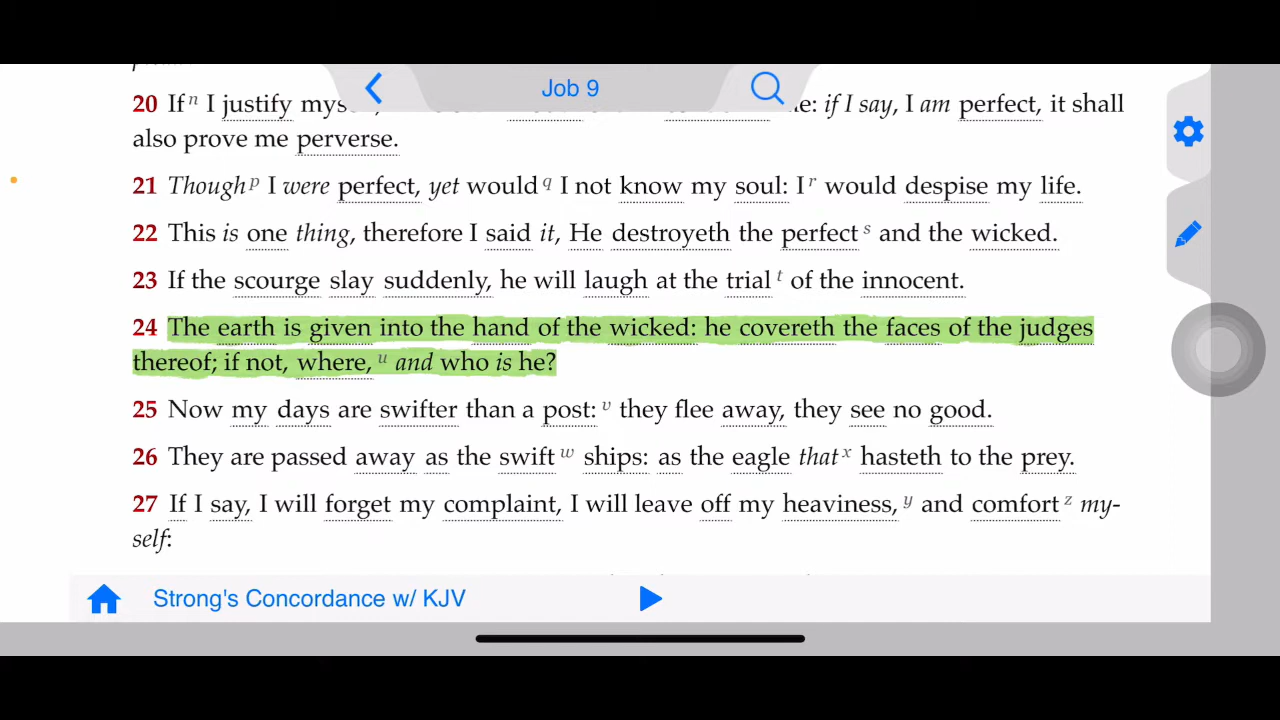 Job 9
20 If n I justify : if I say, I am perfect, it shall
also prove me perverse.
21 Though p I were perfect, yet would q I not know my soul: I r would despise my life.
22 This is one thing, therefore I said it, He destroyeth the perfect s and the wicked.
23 If the scourge slay suddenly, he will laugh at the trial t of the innocent.
24 The earth is given into the hand of the wicked: he covereth the faces of the judges
thereof; if not, where, u and who is he?
25 Now my days are swifter than a post: v they flee away, they see no good.
26 They are passed away as the swift w ships: as the eagle that x hasteth to the prey.
27 If I say, I will forget my complaint, I will leave off my heaviness, y and comfort z my-
self:
Strong's Concordance w/ KJV